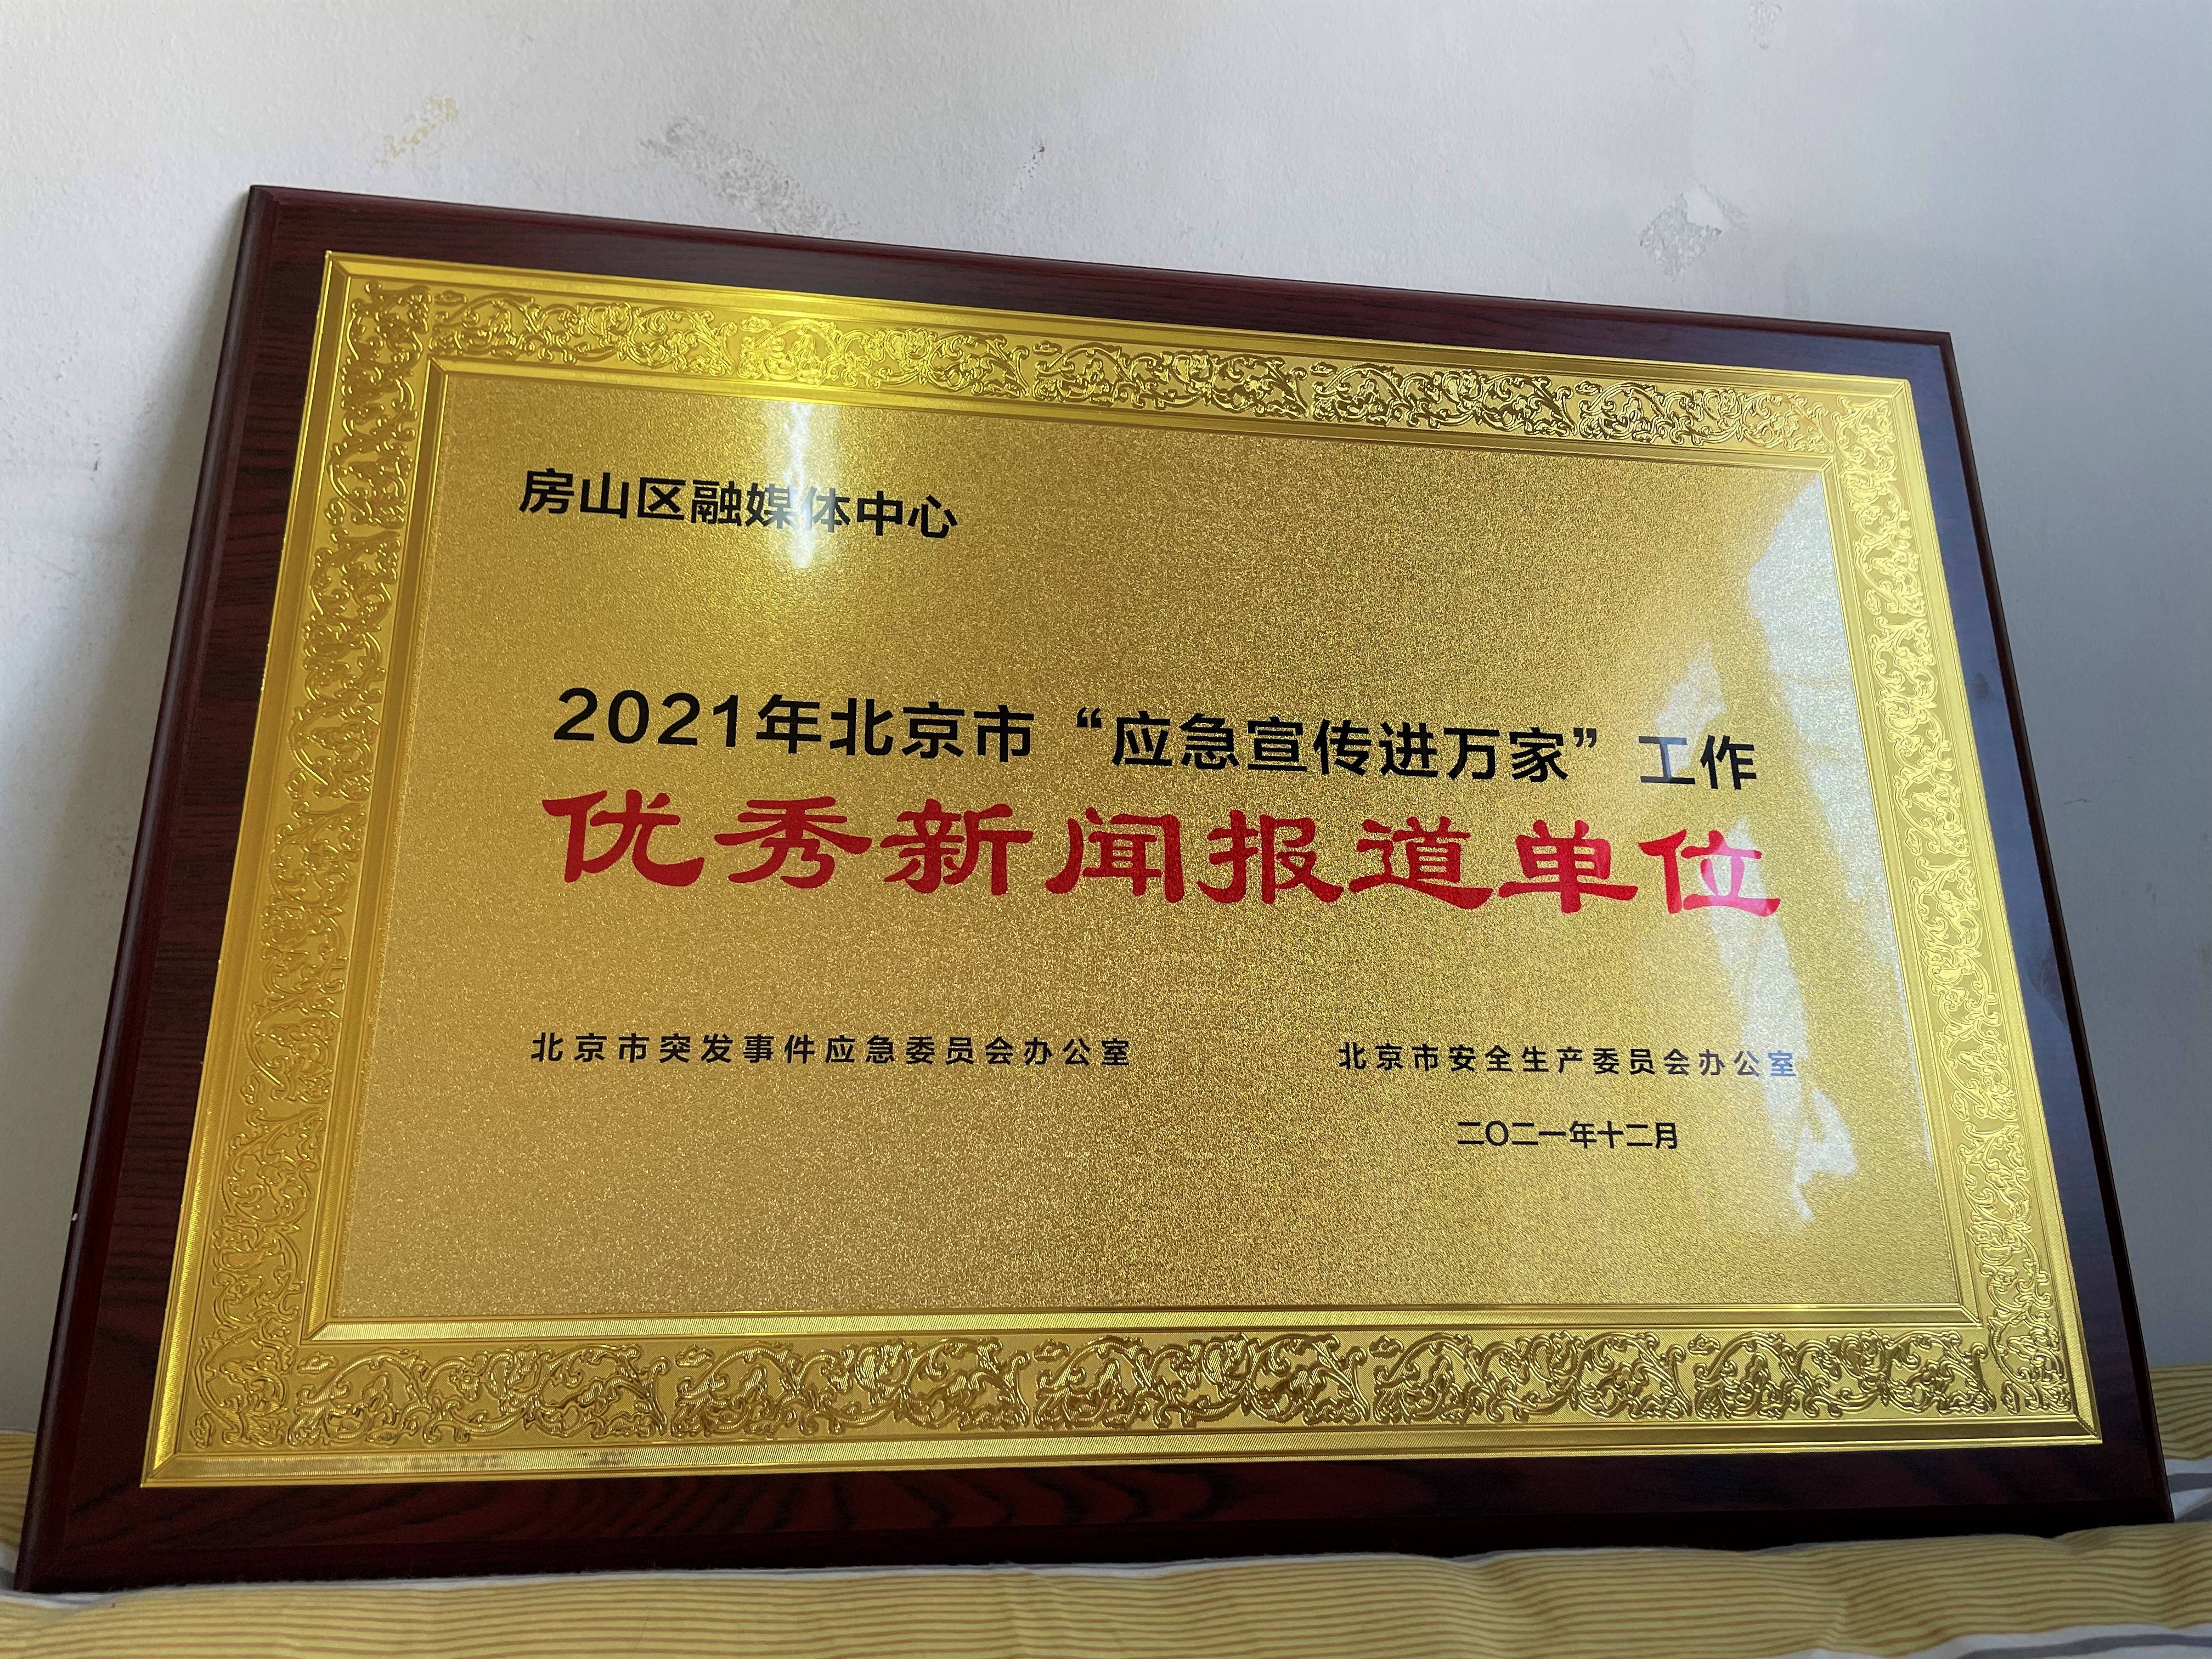 房山区融媒体中心
2021年北京市“应急宣传进万家”工作
优秀新闻报道单位
北京市突发事件应急委员会办公室 北京市安全生产委员会办公室
二〇二一年十二月